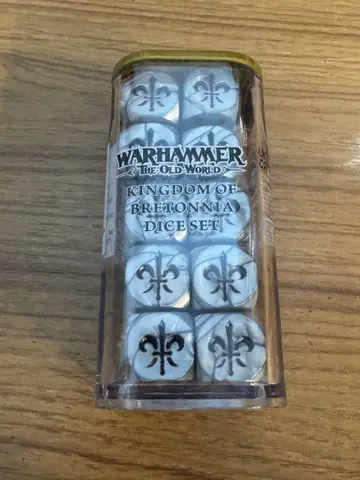 WARHAMMER
THE OLD WORLD
KINGDOM OF
BRETONNIA
DICE SET